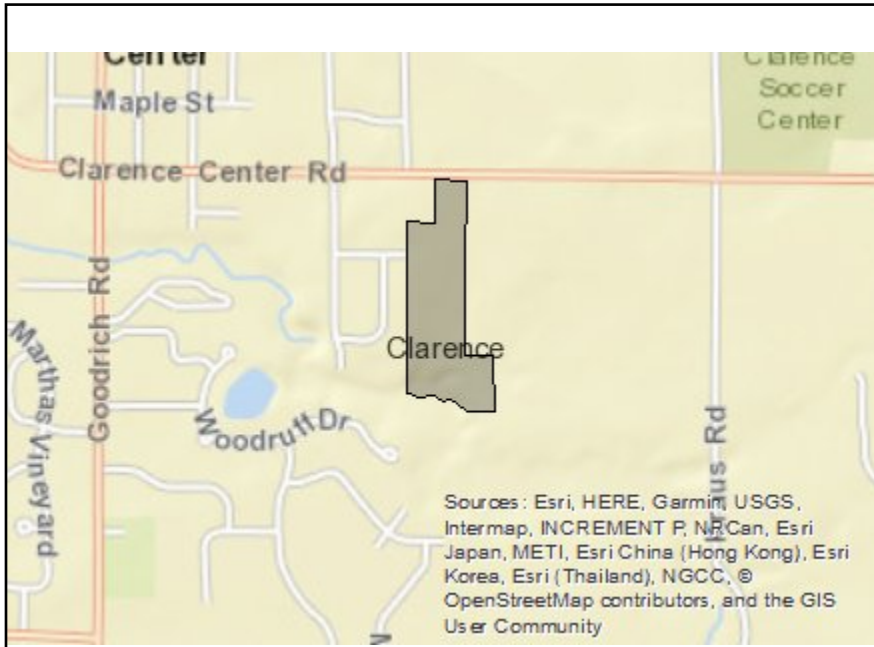 Center
Clarence
Soccer
Center
Maple St
Clarence Center Rd
Goodrich Rd
Marthas Vineyard
Clarence
Woodruff Dr
Kraus Rd
Sources: Esri, HERE, Garmin, USGS,
Intermap, INCREMENT P, NRCan, Esri
Japan, METI, Esri China (Hong Kong), Esri
Korea, Esri (Thailand), NGCC, ©
OpenStreetMap contributors, and the GIS
User Community